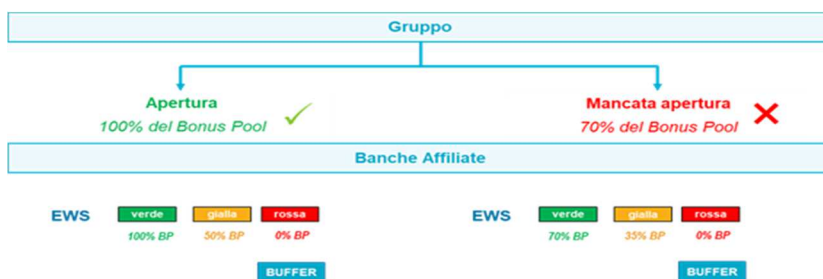 Gruppo
Apertura
100% del Bonus Pool
Mancata apertura
70% del Bonus Pool
Banche Affiliate
EWS verde gialla rossa
100% BP 50% BP 0% BP
BUFFER
EWS verde gialla rossa
70% BP 35% BP 0% BP
BUFFER